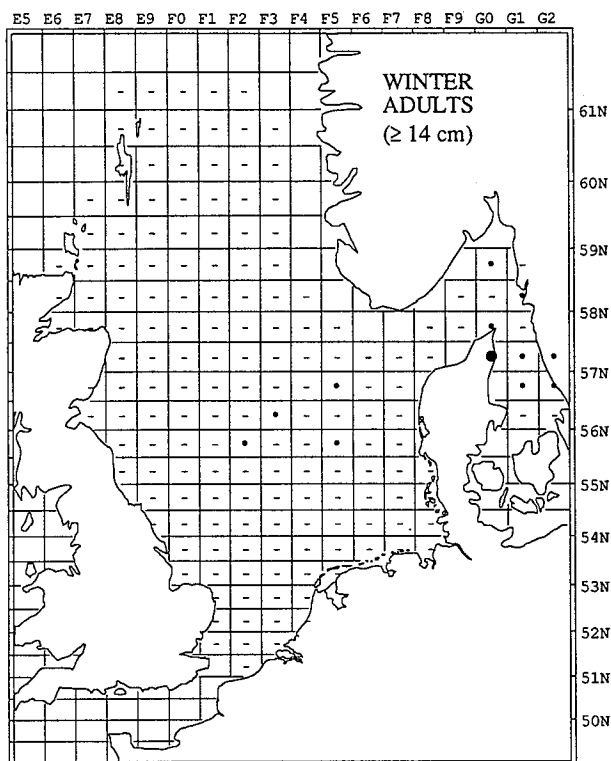 E5 E6 E7 E8 E9 F0 F1 F2 F3 F4 F5 F6 F7 F8 F9 G0 G1 G2
WINTER
ADULTS
(≥ 14 cm)
61N
60N
59N
58N
57N
56N
55N
54N
53N
52N
51N
50N